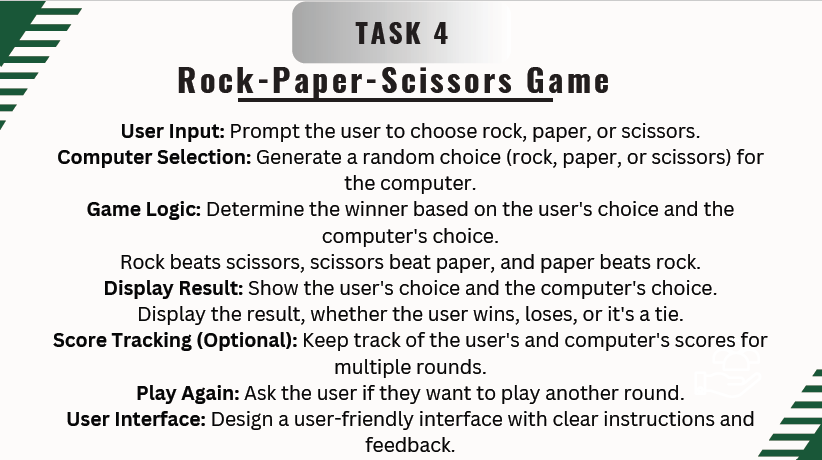 TASK 4
Rock-Paper-Scissors Game
User Input: Prompt the user to choose rock, paper, or scissors.
Computer Selection: Generate a random choice (rock, paper, or scissors) for
the computer.
Game Logic: Determine the winner based on the user's choice and the
computer's choice.
Rock beats scissors, scissors beat paper, and paper beats rock.
Display Result: Show the user's choice and the computer's choice.
Display the result, whether the user wins, loses, or it's a tie.
Score Tracking (Optional): Keep track of the user's and computer's scores for
multiple rounds.
Play Again: Ask the user if they want to play another round.
User Interface: Design a user-friendly interface with clear instructions and
feedback.